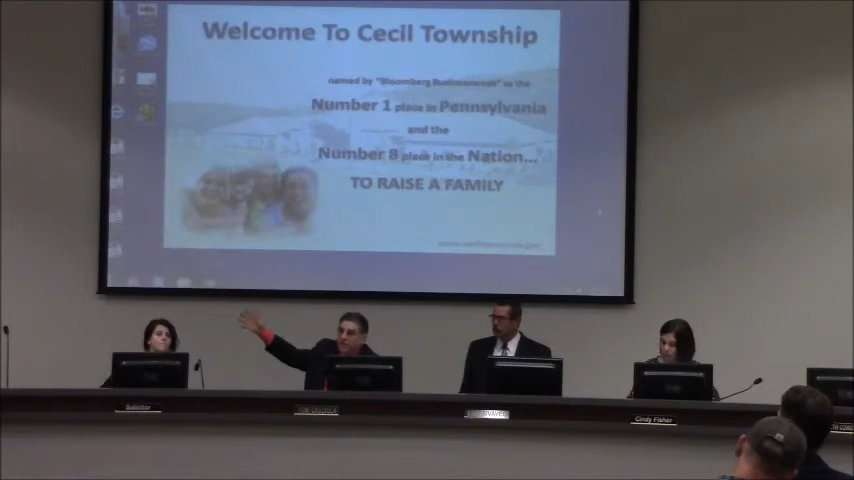 Welcome To Cecil Township
named by "Bloomberg Businessweek" as the
Number 1 place in Pennsylvania
and the
Number 8 place in the Nation...
TO RAISE A FAMILY
Solicitor
Cindy Fisher